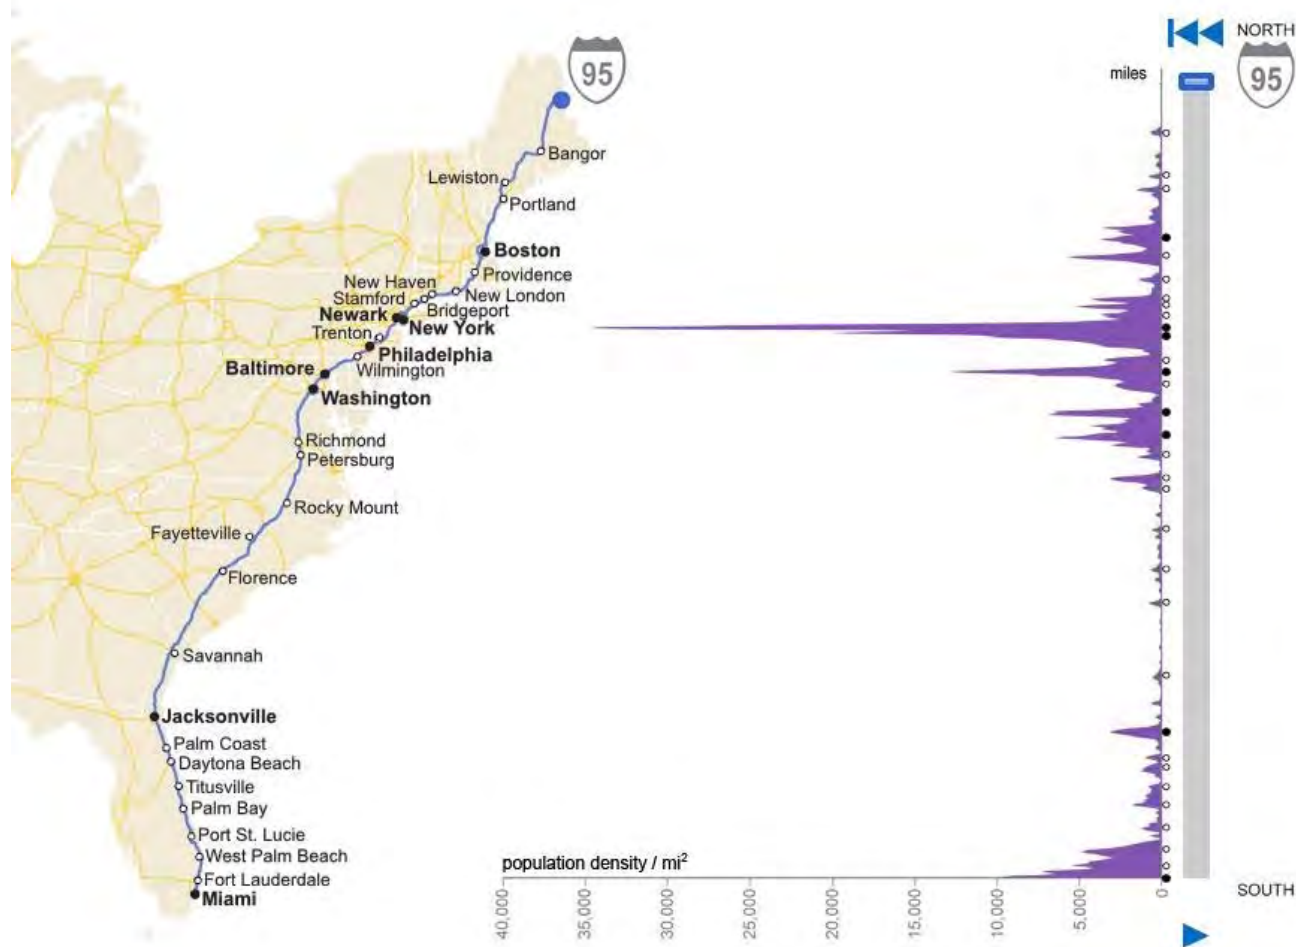 NORTH
95
95
miles
Bangor
Lewiston
Portland
Boston
Providence
New Haven
New London
Stamford
Bridgeport
Newark
New York
Trenton
Philadelphia
Baltimore
Wilmington
Washington
Richmond
Petersburg
Rocky Mount
Fayetteville
Florence
Savannah
Jacksonville
Palm Coast
Daytona Beach
Titusville
Palm Bay
Port St. Lucie
West Palm Beach
Fort Lauderdale
Miami
population density / mi²
SOUTH
40,000
35,000
30,000
25,000
20,000
15,000
10,000
5,000
0